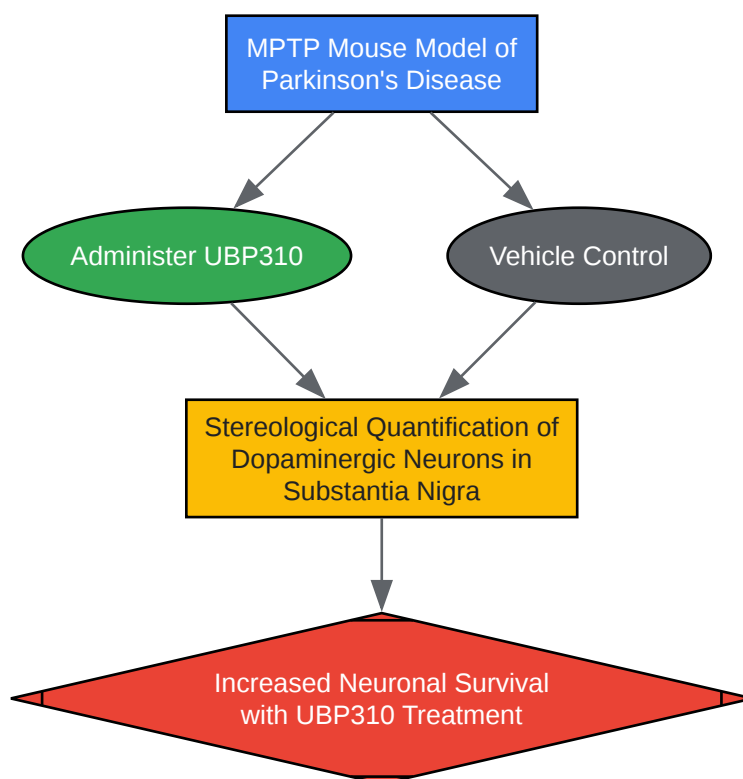 MPTP Mouse Model of
Parkinson's Disease
Administer UBP310
Vehicle Control
Stereological Quantification of
Dopaminergic Neurons in
Substantia Nigra
Increased Neuronal Survival
with UBP310 Treatment